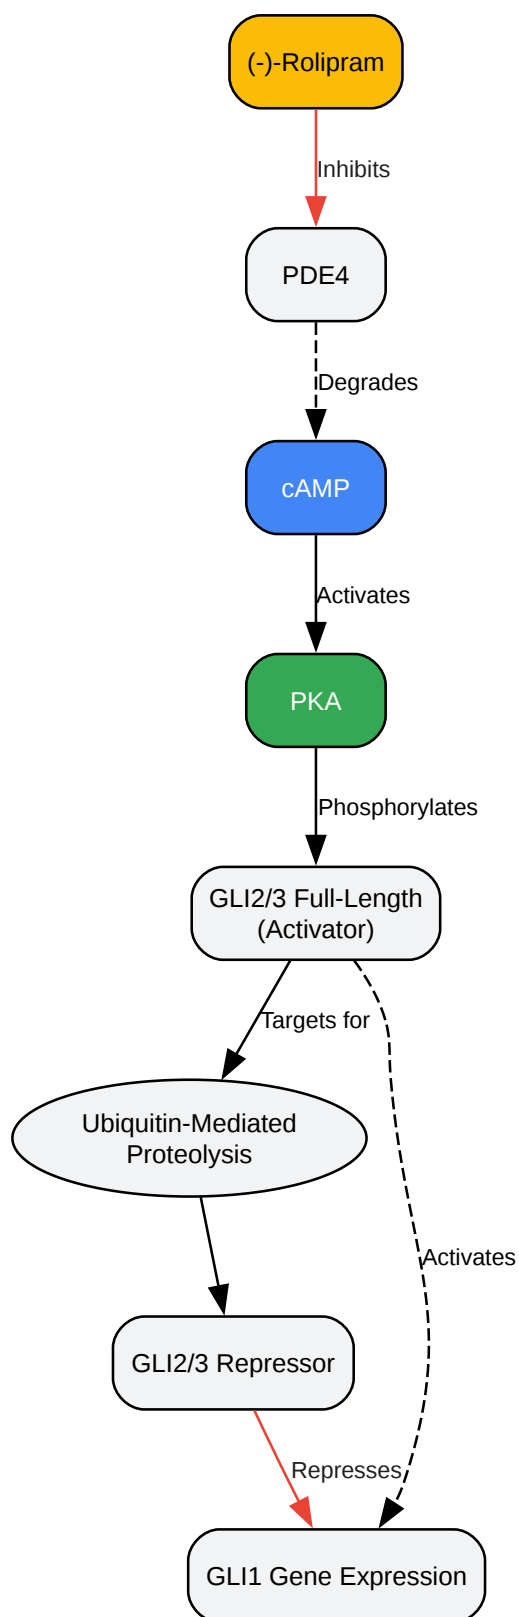 (-)-Rolipram
Inhibits
PDE4
Degrades
cAMP
Activates
PKA
Phosphorylates
GLI2/3 Full-Length
(Activator)
Targets for
Ubiquitin-Mediated
Proteolysis
Activates
GLI2/3 Repressor
Represses
GLI1 Gene Expression